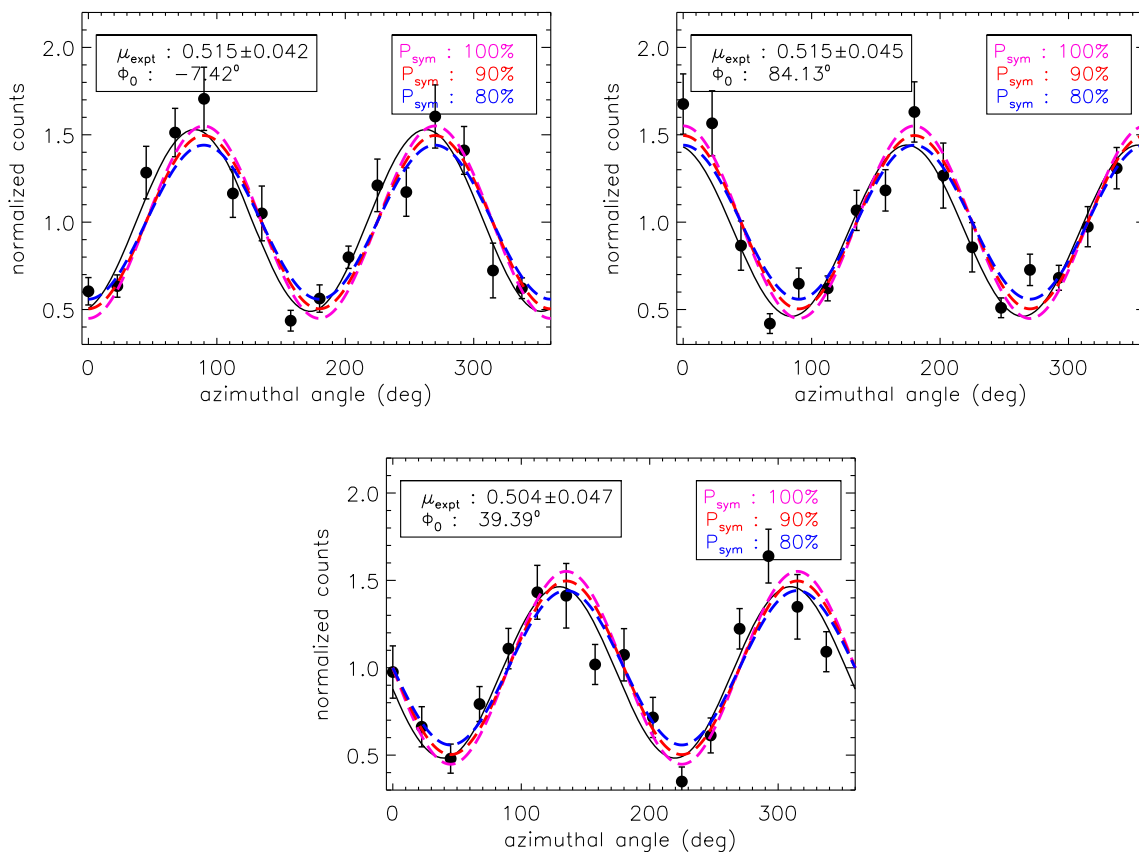 μexpt : 0.515±0.042
Φ0 : −7.42°
Psym : 100%
Psym : 90%
Psym : 80%
normalized counts
2.0
1.5
1.0
0.5
0 100 200 300
azimuthal angle (deg)
μexpt : 0.515±0.045
Φ0 : 84.13°
Psym : 100%
Psym : 90%
Psym : 80%
normalized counts
2.0
1.5
1.0
0.5
0 100 200 300
azimuthal angle (deg)
μexpt : 0.504±0.047
Φ0 : 39.39°
Psym : 100%
Psym : 90%
Psym : 80%
normalized counts
2.0
1.5
1.0
0.5
0 100 200 300
azimuthal angle (deg)